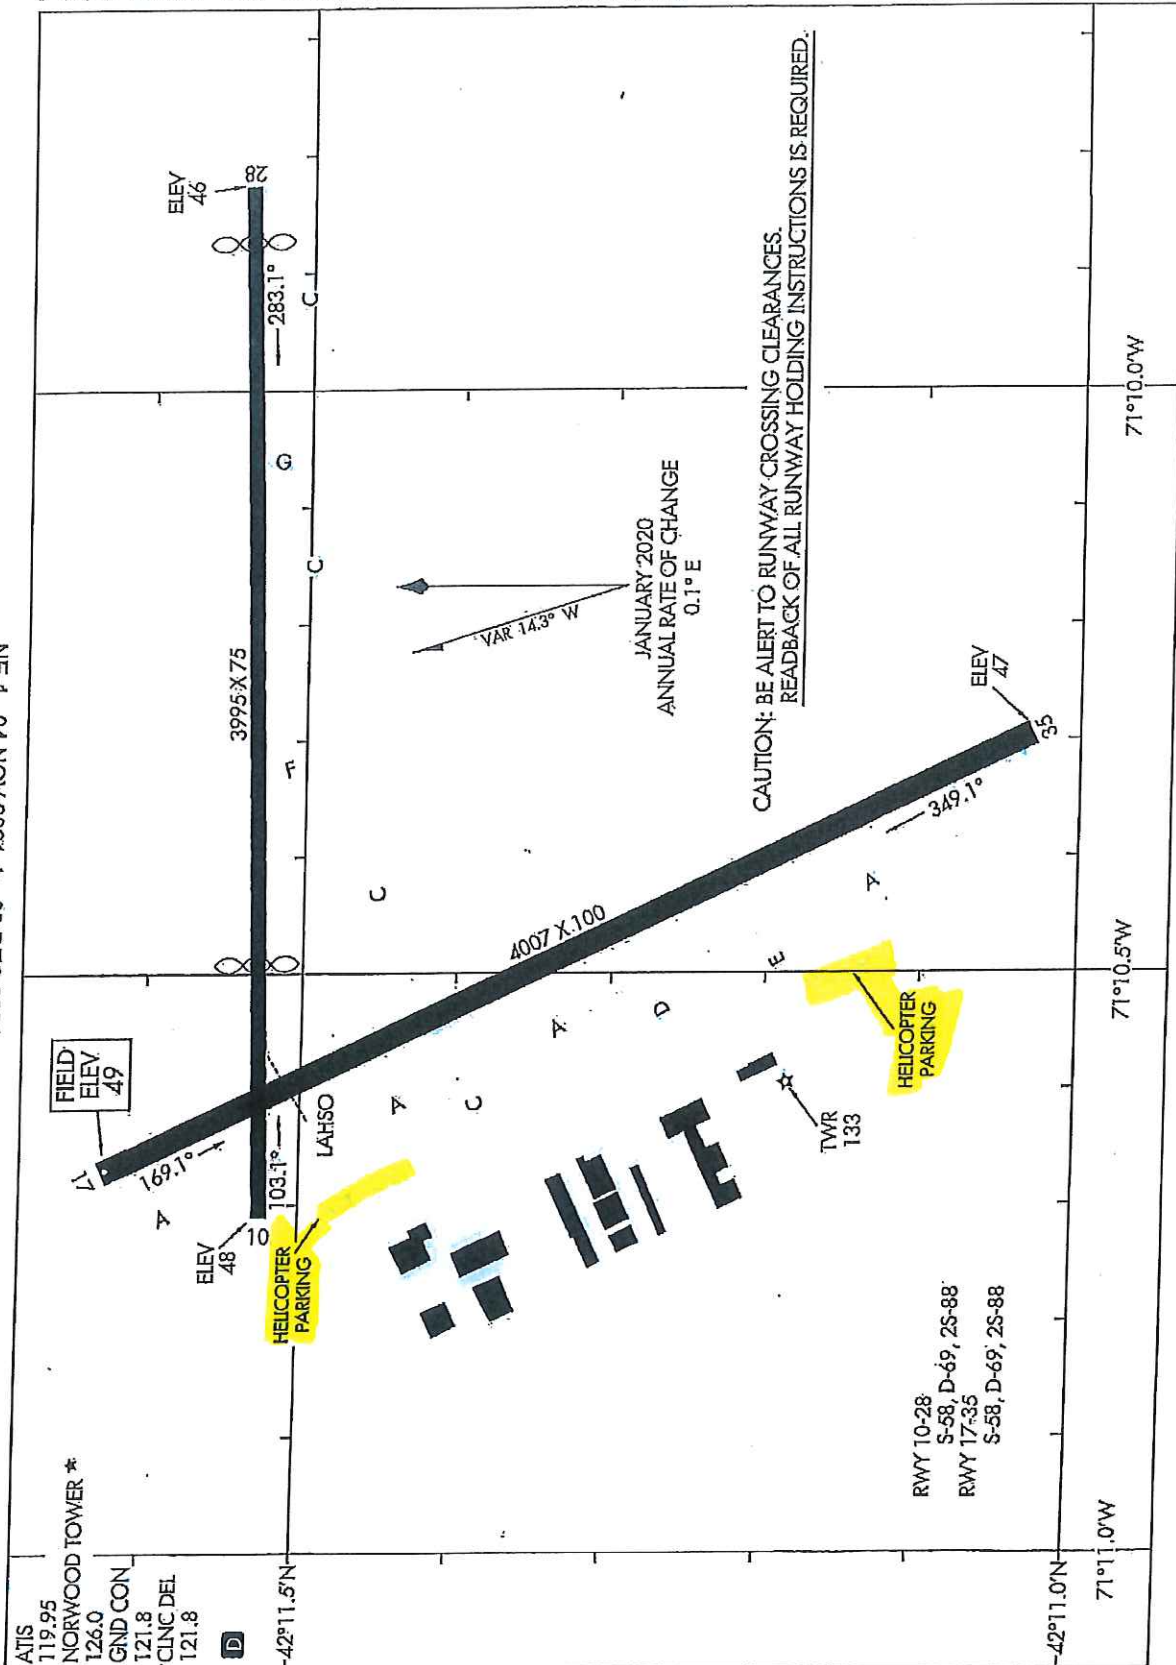 ATIS
119.95
NORWOOD TOWER ★
126.0
GND CON
121.8
CLNC DEL
121.8
D
42°11.5'N
42°11.0'N
71°11.0'W
71°10.5'W
71°10.0'W
FIELD
ELEV
49
17
169.1°
A
ELEV
48
10
103.1°
HELICOPTER
PARKING
LAHSO
A
C
A
D
E
A
C
4007 X 100
F
3995 X 75
G
C
C
283.1°
28
ELEV
46
VAR 14.3° W
JANUARY 2020
ANNUAL RATE OF CHANGE
0.1° E
CAUTION: BE ALERT TO RUNWAY CROSSING CLEARANCES.
READBACK OF ALL RUNWAY HOLDING INSTRUCTIONS IS REQUIRED.
349.1°
35
ELEV
47
TWR
133
HELICOPTER
PARKING
RWY 10-28
S-58, D-69, 2S-88
RWY 17-35
S-58, D-69, 2S-88